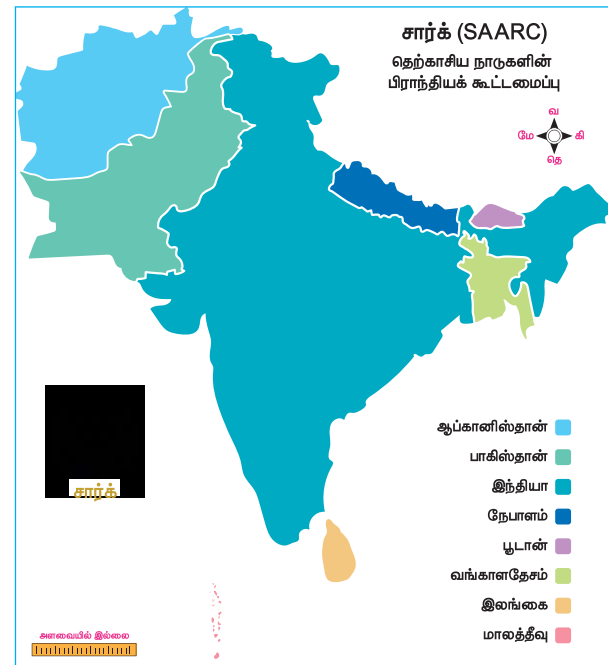 சார்க் (SAARC)
தெற்காசிய நாடுகளின்
பிராந்தியக் கூட்டமைப்பு
வ
மே
கி
தெ
சார்க்
ஆப்கானிஸ்தான்
பாகிஸ்தான்
இந்தியா
நேபாளம்
பூடான்
வங்காளதேசம்
இலங்கை
மாலத்தீவு
அளவையில் இல்லை